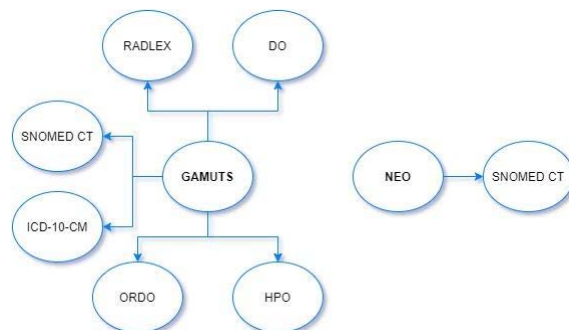 RADLEX
DO
SNOMED CT
GAMUTS
NEO
SNOMED CT
ICD-10-CM
ORDO
HPO